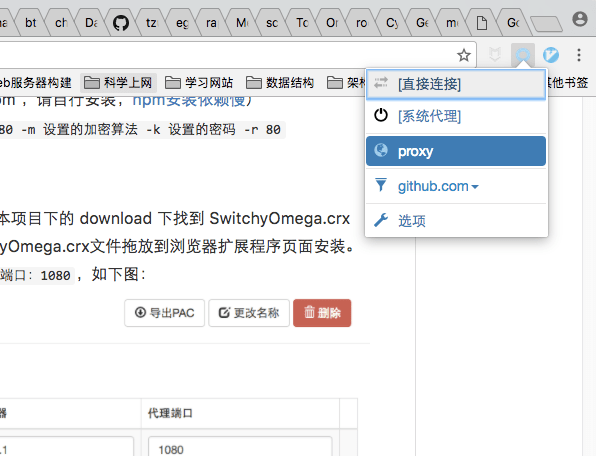 bt
ch
Da
tz
eg
ra
Mu
sc
To
Or
ro
Cy
Ge
mu
Ge
eb服务器构建
科学上网
学习网站
数据结构
架构
其他书签
om ，请自行安装，npm安装依赖慢）
80 -m 设置的加密算法 -k 设置的密码 -r 80
本项目下的 download 下找到 SwitchyOmega.crx
hyOmega.crx文件拖放到浏览器扩展程序页面安装。
端口：1080，如下图：
导出PAC
更改名称
删除
器
代理端口
.1
1080
[直接连接]
[系统代理]
proxy
github.com
选项